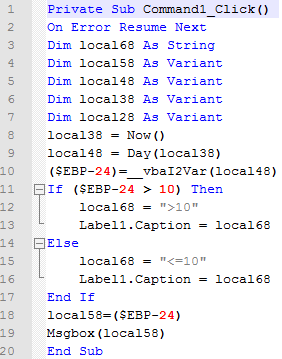 1 Private Sub Command1_Click()
2 On Error Resume Next
3 Dim local68 As String
4 Dim local58 As Variant
5 Dim local48 As Variant
6 Dim local38 As Variant
7 Dim local28 As Variant
8 local38 = Now()
9 local48 = Day(local38)
10 ($EBP-24)=__vbaI2Var(local48)
11 If ($EBP-24 > 10) Then
12 local68 = ">10"
13 Label1.Caption = local68
14 Else
15 local68 = "<=10"
16 Label1.Caption = local68
17 End If
18 local58=($EBP-24)
19 Msgbox(local58)
20 End Sub